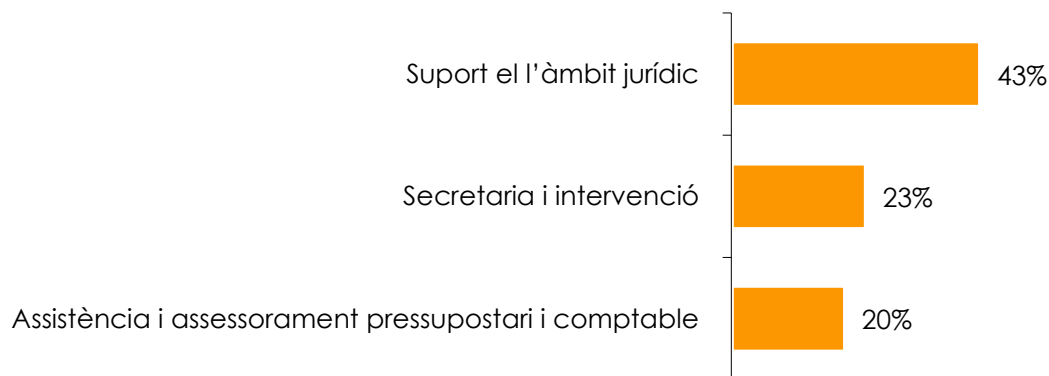 Suport el l’àmbit jurídic 43%
Secretaria i intervenció 23%
Assistència i assessorament pressupostari i comptable 20%